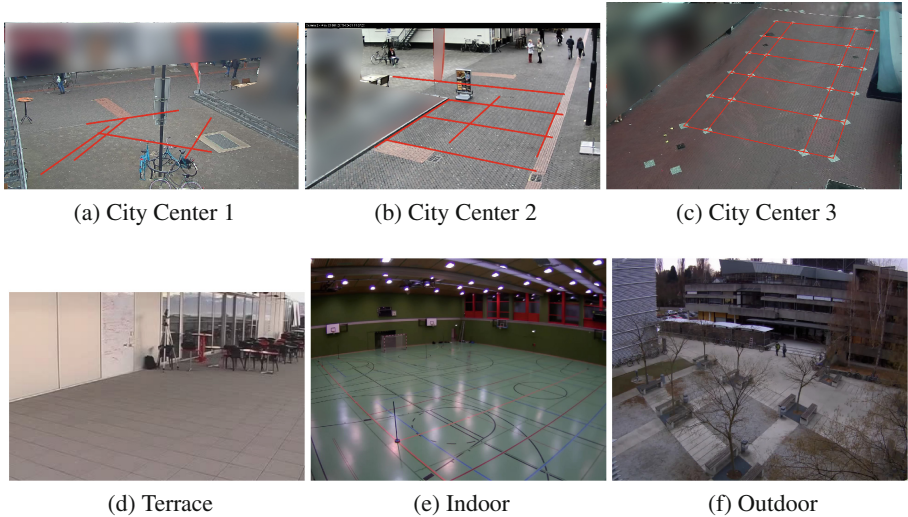 (a) City Center 1
(b) City Center 2
(c) City Center 3
(d) Terrace
(e) Indoor
(f) Outdoor